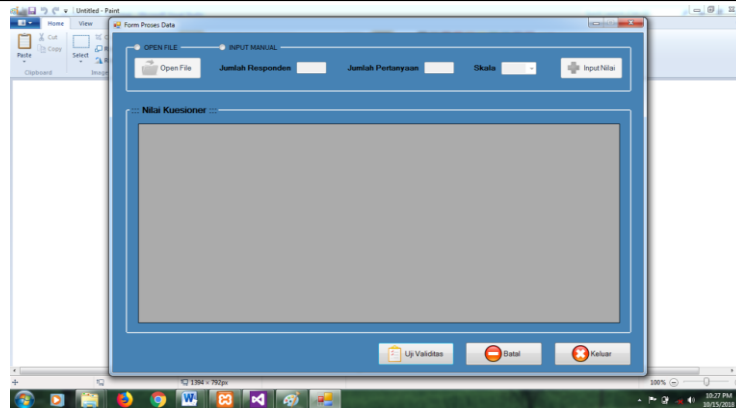 Untitled - Paint
Home View
Cut
Copy
Paste
Select
Clipboard
Image
Form Proses Data
OPEN FILE INPUT MANUAL
Open File Jumlah Responden Jumlah Pertanyaan Skala Input Nilai
::: Nilai Kuesioner :::
Uji Validitas Batal Keluar
1394 × 792px
100%
10:27 PM
10/15/2018